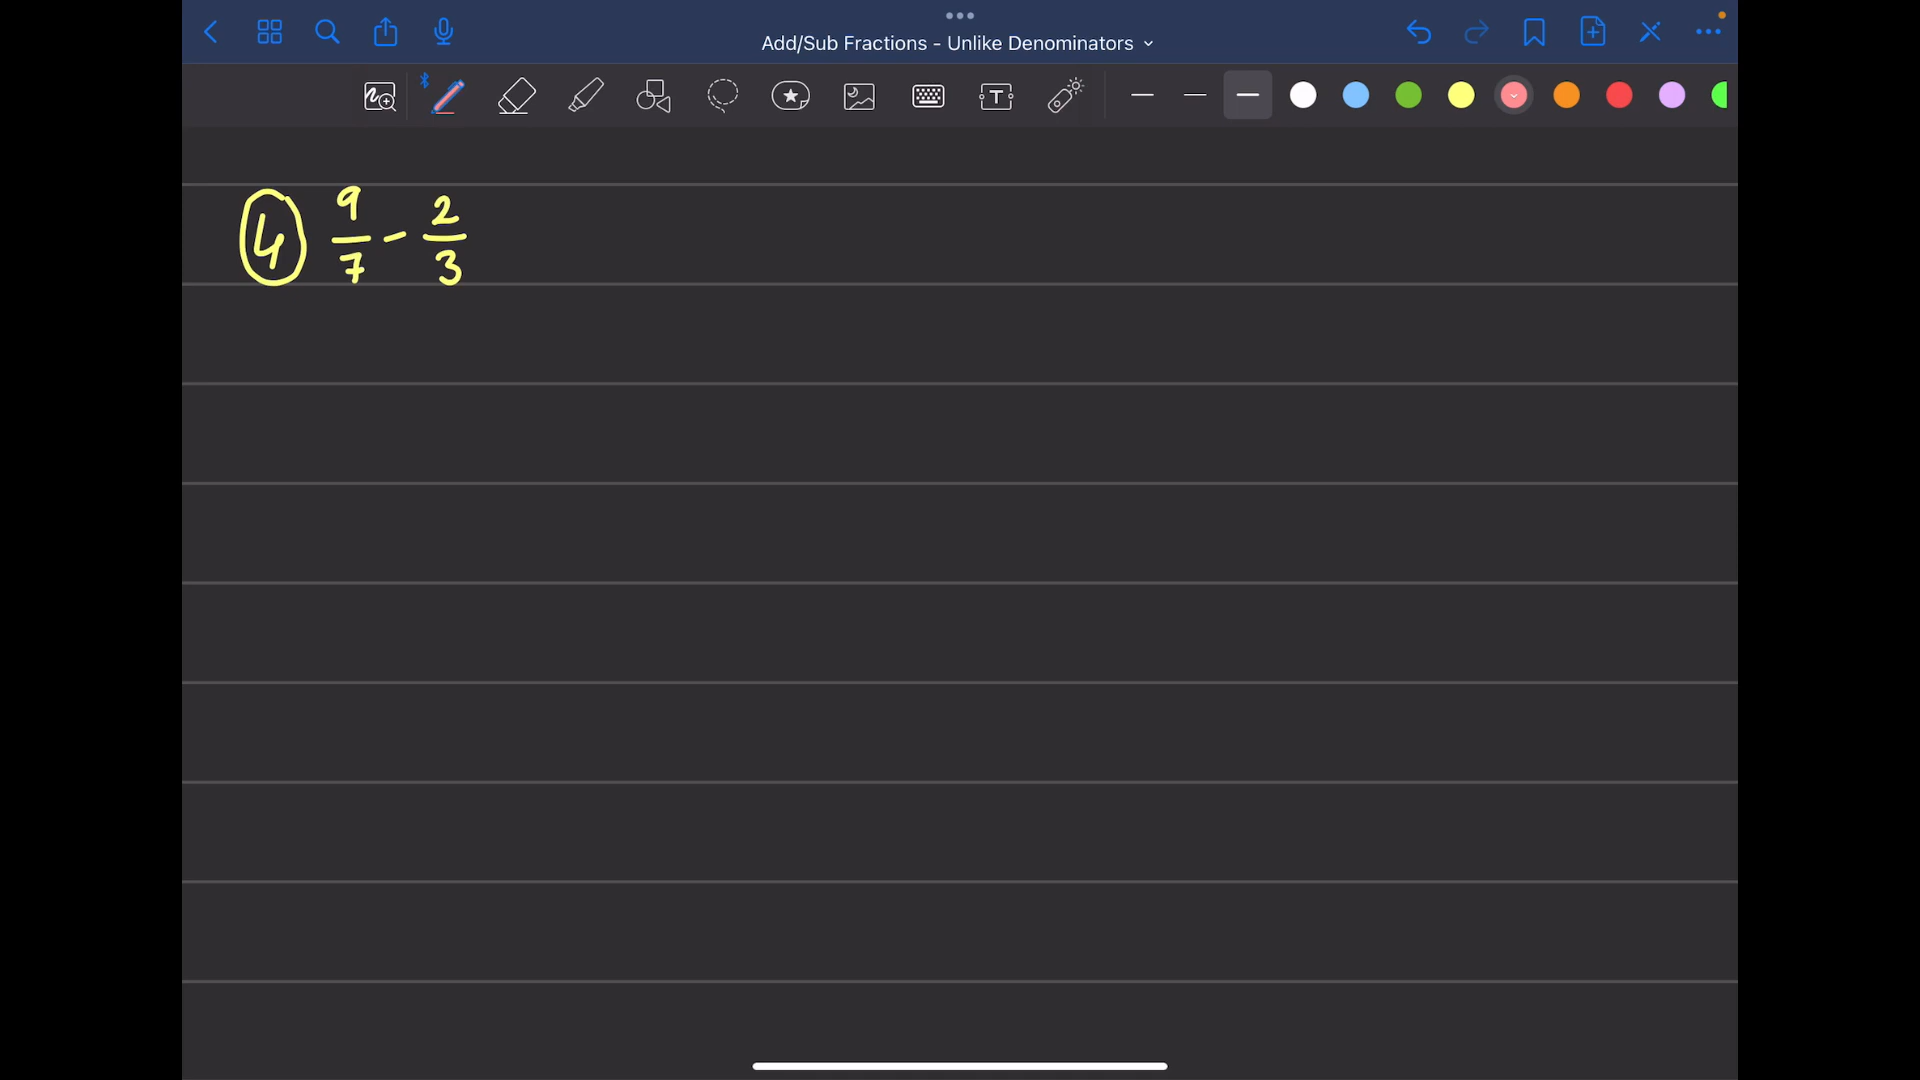 Add/Sub Fractions - Unlike Denominators
T
④ 9/7 - 2/3